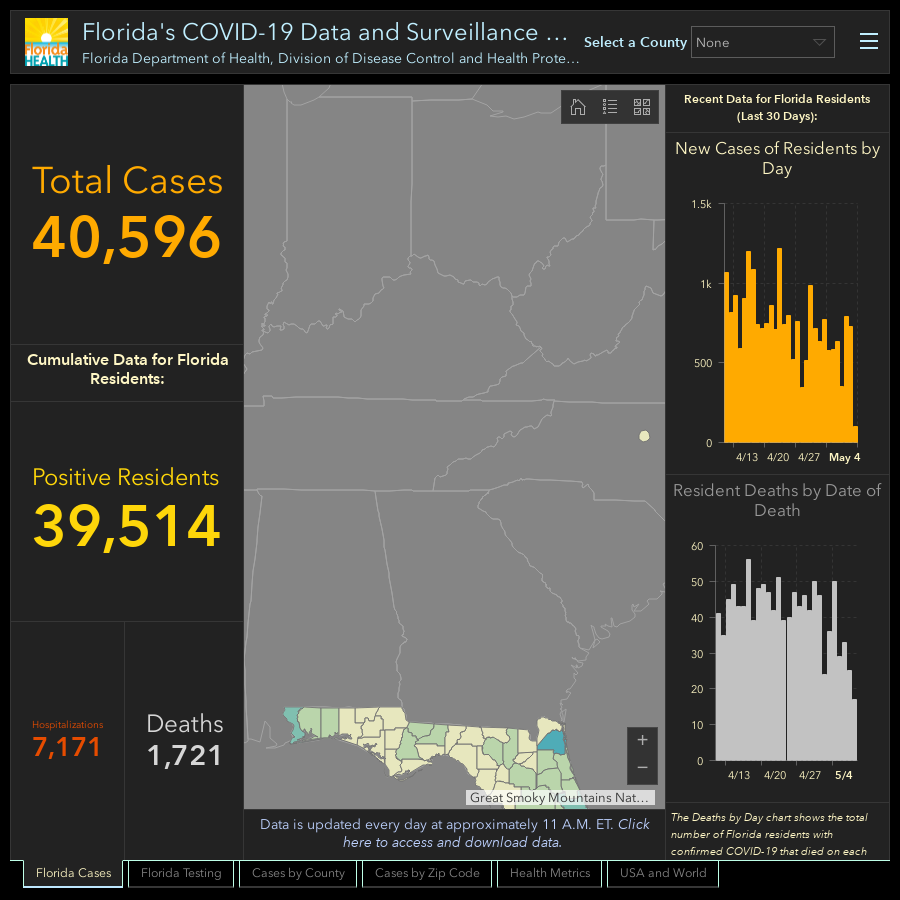 Florida
HEALTH
Florida's COVID-19 Data and Surveillance ...
Florida Department of Health, Division of Disease Control and Health Prote...
Select a County
None
Total Cases
40,596
Cumulative Data for Florida
Residents:
Positive Residents
39,514
Hospitalizations
7,171
Deaths
1,721
+
−
Great Smoky Mountains Nat...
Data is updated every day at approximately 11 A.M. ET. Click
here to access and download data.
Recent Data for Florida Residents
(Last 30 Days):
New Cases of Residents by
Day
1.5k
1k
500
0
4/13 4/20 4/27 May 4
Resident Deaths by Date of
Death
60
50
40
30
20
10
0
4/13 4/20 4/27 5/4
The Deaths by Day chart shows the total
number of Florida residents with
confirmed COVID-19 that died on each
Florida Cases
Florida Testing
Cases by County
Cases by Zip Code
Health Metrics
USA and World